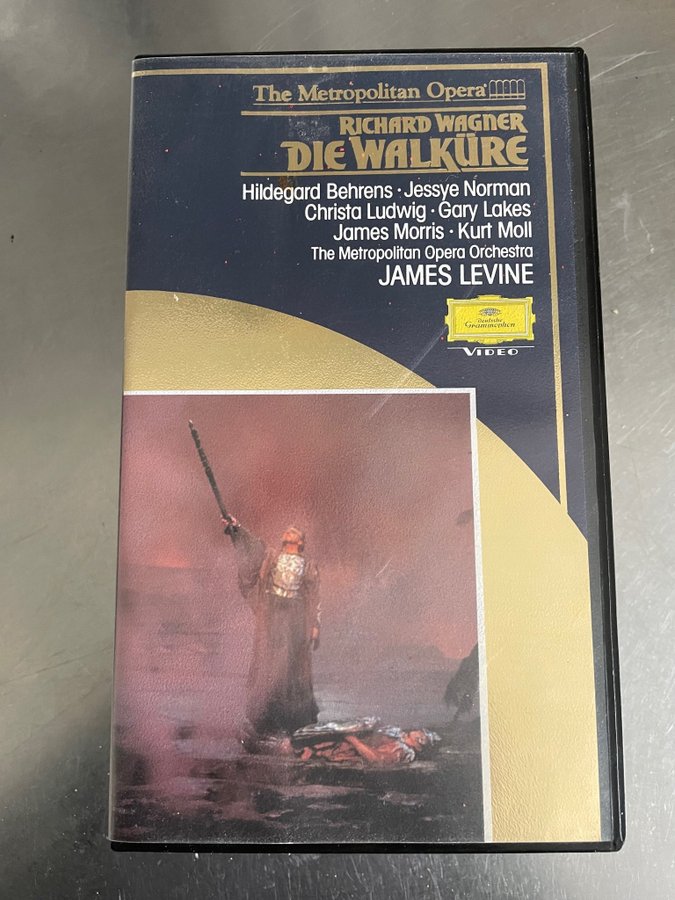 The Metropolitan Opera
RICHARD WAGNER
DIE WALKÜRE
Hildegard Behrens · Jessye Norman
Christa Ludwig · Gary Lakes
James Morris · Kurt Moll
The Metropolitan Opera Orchestra
JAMES LEVINE
Deutsche
Grammophon
VIDEO